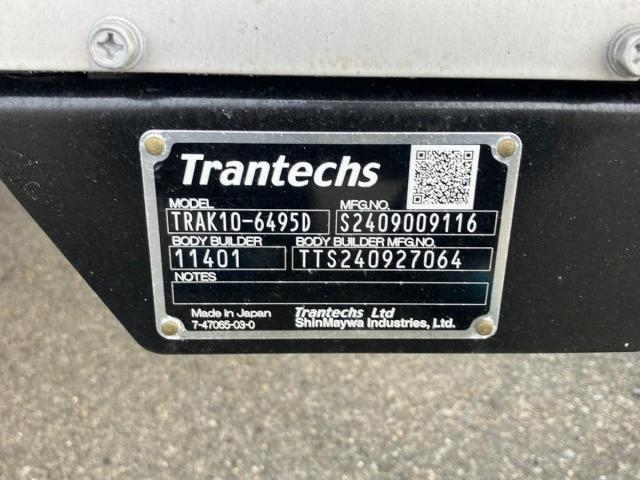 Trantechs
MODEL MFG.NO.
TRAK10-6495D S2409009116
BODY BUILDER BODY BUILDER MFG.NO.
11401 TTS240927064
NOTES
Made in Japan Trantechs Ltd
7-47065-03-0 ShinMaywa Industries, Ltd.